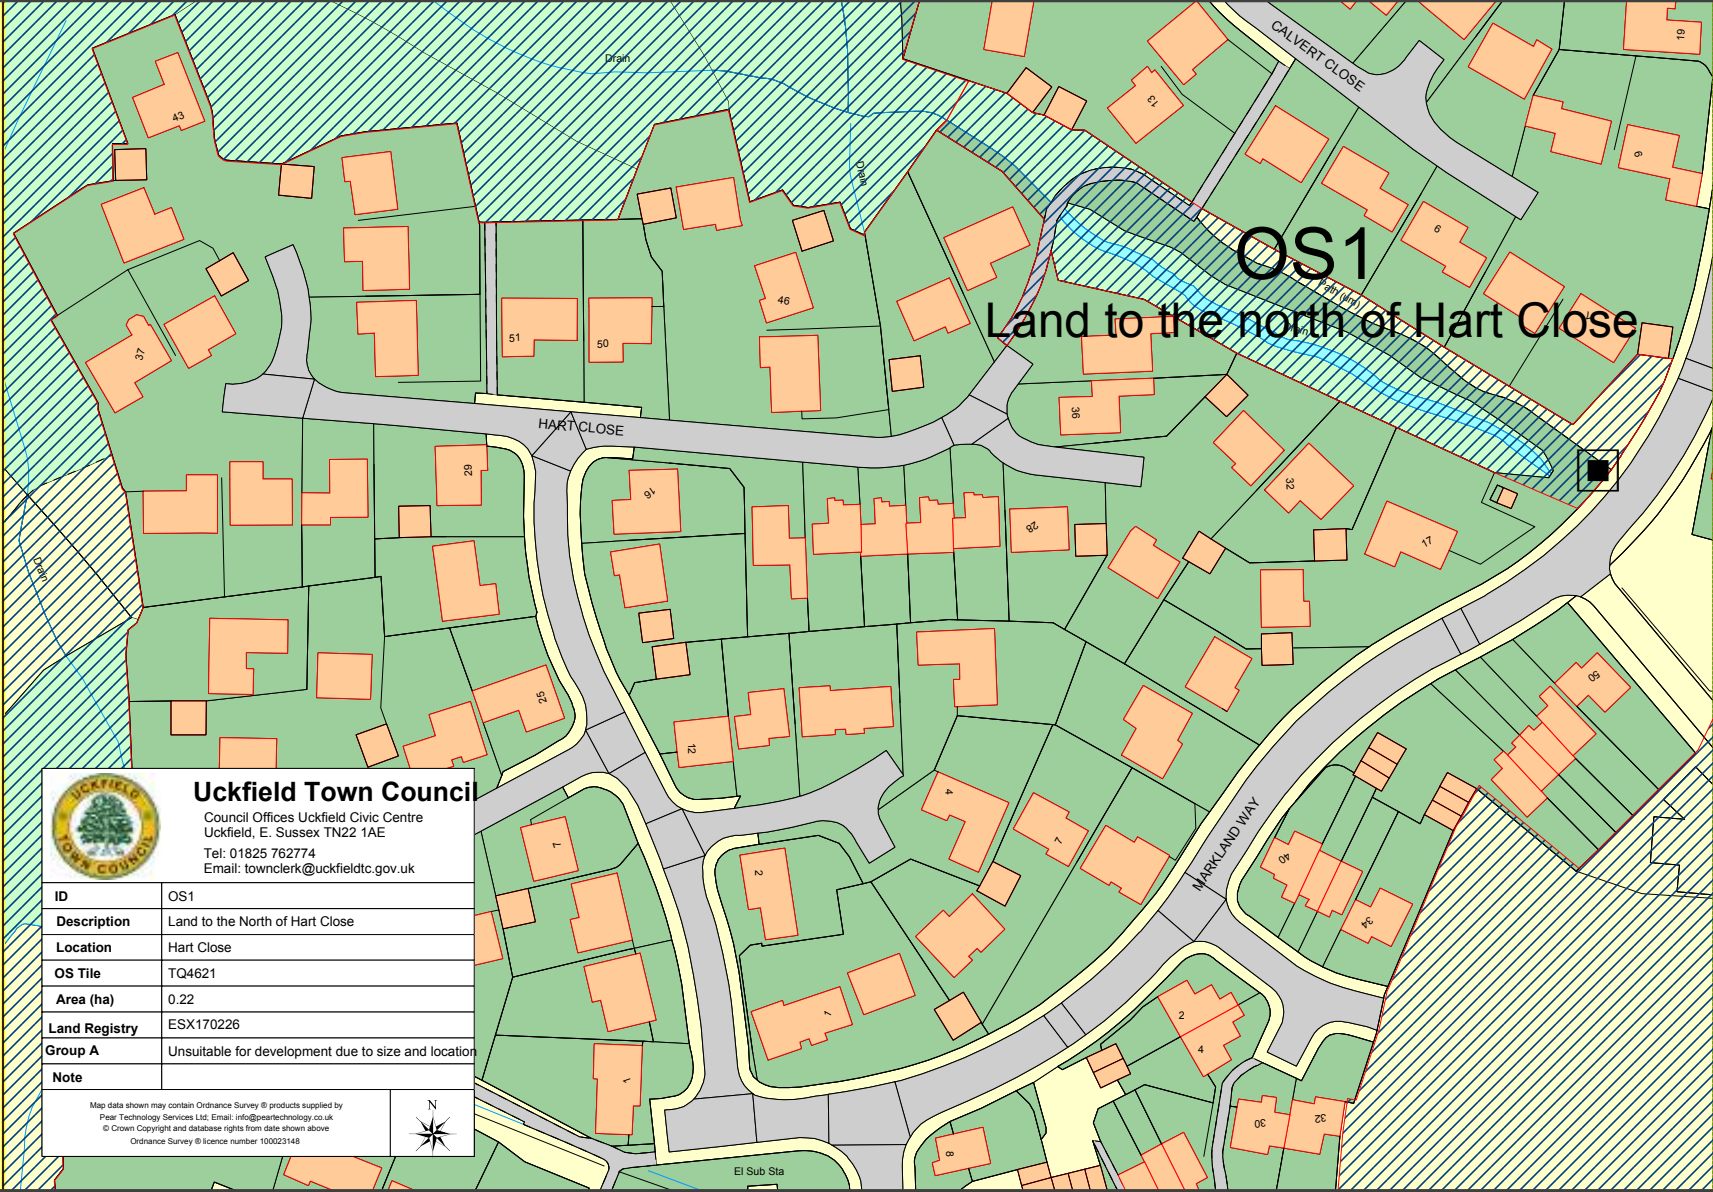 Drain
CALVERT CLOSE
19
43
13
9
Drain
6
OS1
Path (um)
46
Land to the north of Hart Close
Drain
51
50
37
36
HART CLOSE
29
16
32
28
17
Drain
25
12
50
4
7
MARKLAND WAY
7
40
2
34
1
2
4
1
30
32
8
El Sub Sta
UCKFIELD
TOWN COUNCIL
Uckfield Town Council
Council Offices Uckfield Civic Centre
Uckfield, E. Sussex TN22 1AE
Tel: 01825 762774
Email: townclerk@uckfieldtc.gov.uk
ID OS1
Description Land to the North of Hart Close
Location Hart Close
OS Tile TQ4621
Area (ha) 0.22
Land Registry ESX170226
Group A Unsuitable for development due to size and location
Note
Map data shown may contain Ordnance Survey ® products supplied by
Pear Technology Services Ltd; Email: info@peartechnology.co.uk
© Crown Copyright and database rights from date shown above
Ordnance Survey ® licence number 100023148
N